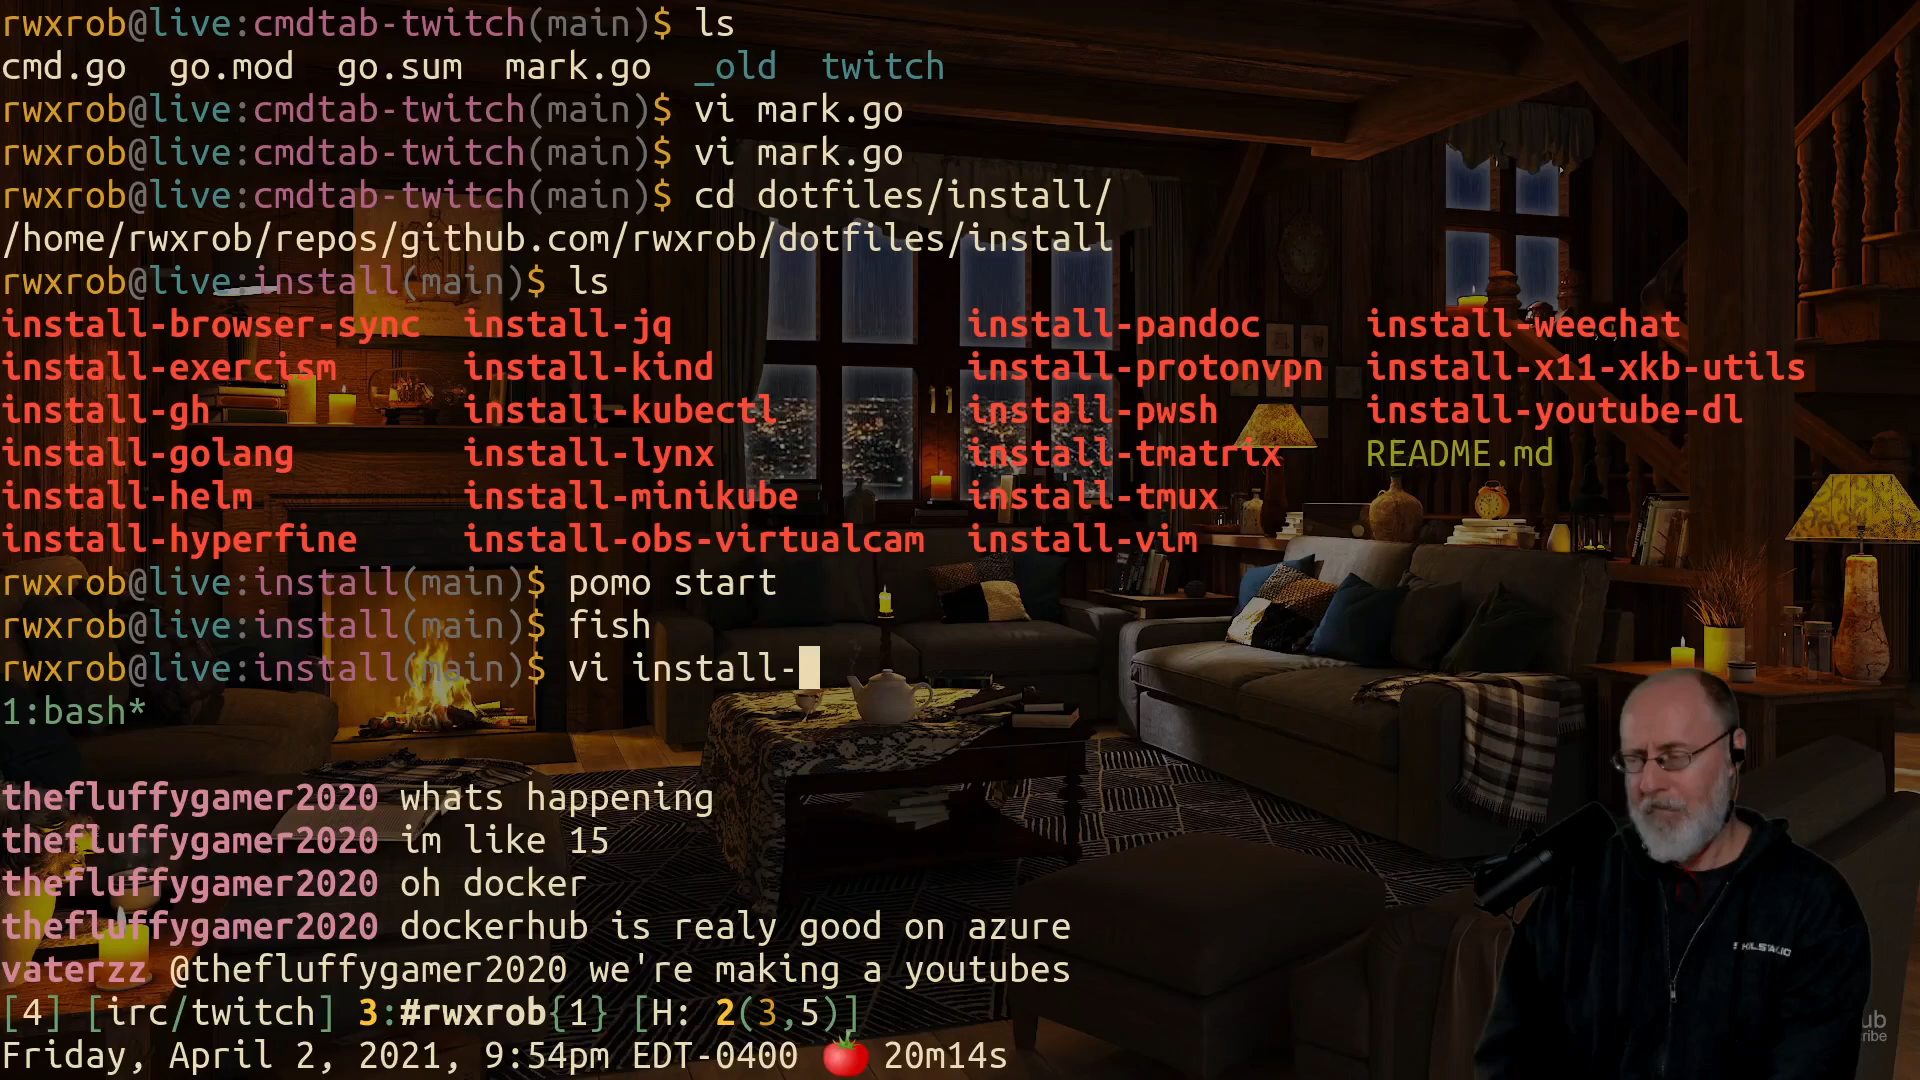 rwxrob@live:cmdtab-twitch(main)$ ls
cmd.go  go.mod  go.sum  mark.go  _old  twitch
rwxrob@live:cmdtab-twitch(main)$ vi mark.go
rwxrob@live:cmdtab-twitch(main)$ vi mark.go
rwxrob@live:cmdtab-twitch(main)$ cd dotfiles/install/
/home/rwxrob/repos/github.com/rwxrob/dotfiles/install
rwxrob@live:install(main)$ ls
install-browser-sync  install-jq  install-pandoc  install-weechat
install-exercism  install-kind  install-protonvpn  install-x11-xkb-utils
install-gh  install-kubectl  install-pwsh  install-youtube-dl
install-golang  install-lynx  install-tmatrix  README.md
install-helm  install-minikube  install-tmux
install-hyperfine  install-obs-virtualcam  install-vim
rwxrob@live:install(main)$ pomo start
rwxrob@live:install(main)$ fish
rwxrob@live:install(main)$ vi install-
1:bash*
thefluffygamer2020 whats happening
thefluffygamer2020 im like 15
thefluffygamer2020 oh docker
thefluffygamer2020 dockerhub is realy good on azure
vaterzz @thefluffygamer2020 we're making a youtubes
[4] [irc/twitch] 3:#rwxrob{1} [H: 2(3,5)]
Friday, April 2, 2021, 9:54pm EDT-0400 🍅 20m14s